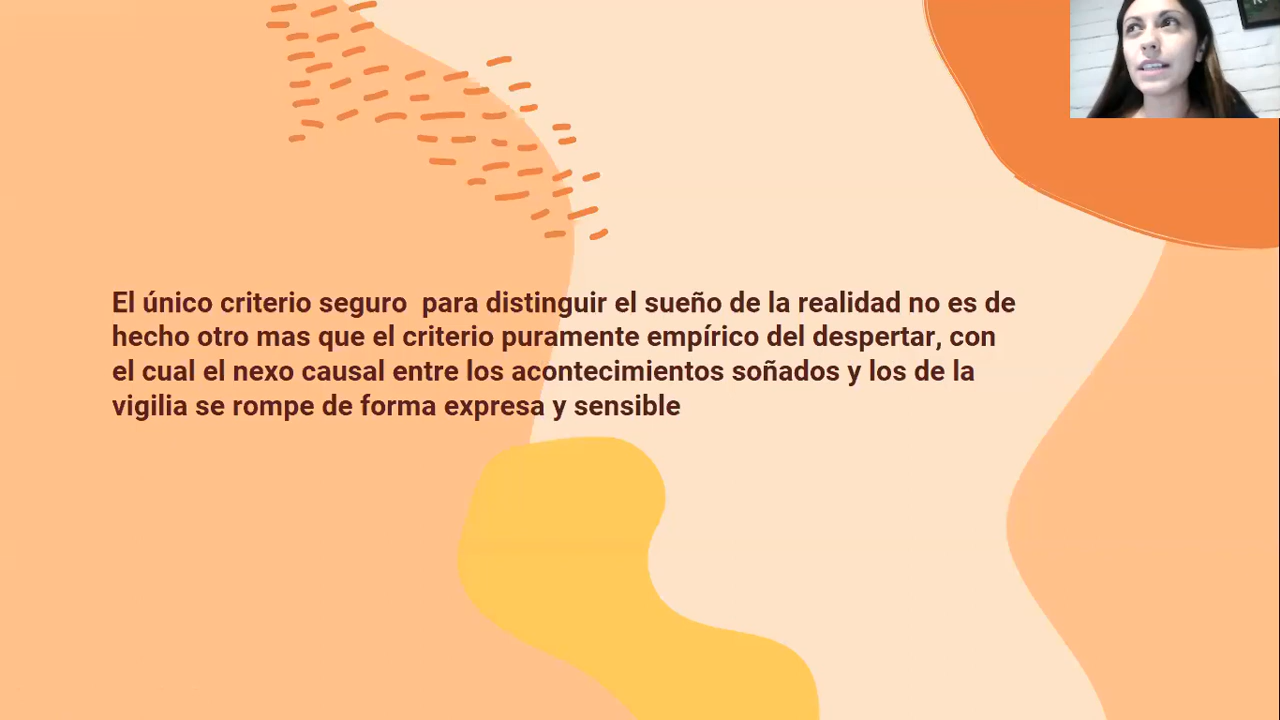 El único criterio seguro  para distinguir el sueño de la realidad no es de
hecho otro mas que el criterio puramente empírico del despertar, con
el cual el nexo causal entre los acontecimientos soñados y los de la
vigilia se rompe de forma expresa y sensible